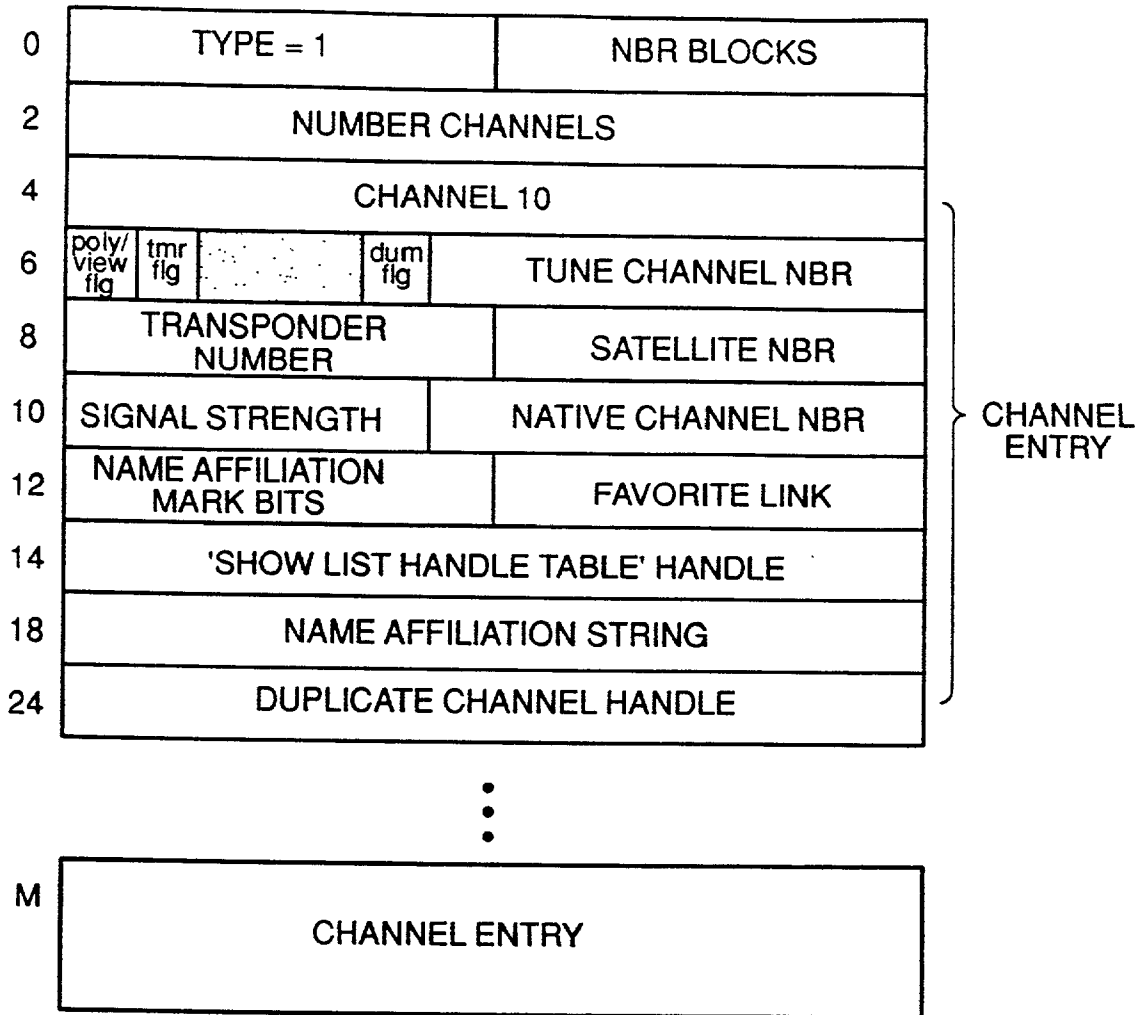 0 TYPE = 1 NBR BLOCKS
2 NUMBER CHANNELS
4 CHANNEL 10
6 poly/ view flg tmr flg dum flg TUNE CHANNEL NBR
8 TRANSPONDER NUMBER SATELLITE NBR
10 SIGNAL STRENGTH NATIVE CHANNEL NBR
CHANNEL ENTRY
12 NAME AFFILIATION MARK BITS FAVORITE LINK
14 'SHOW LIST HANDLE TABLE' HANDLE
18 NAME AFFILIATION STRING
24 DUPLICATE CHANNEL HANDLE
M CHANNEL ENTRY